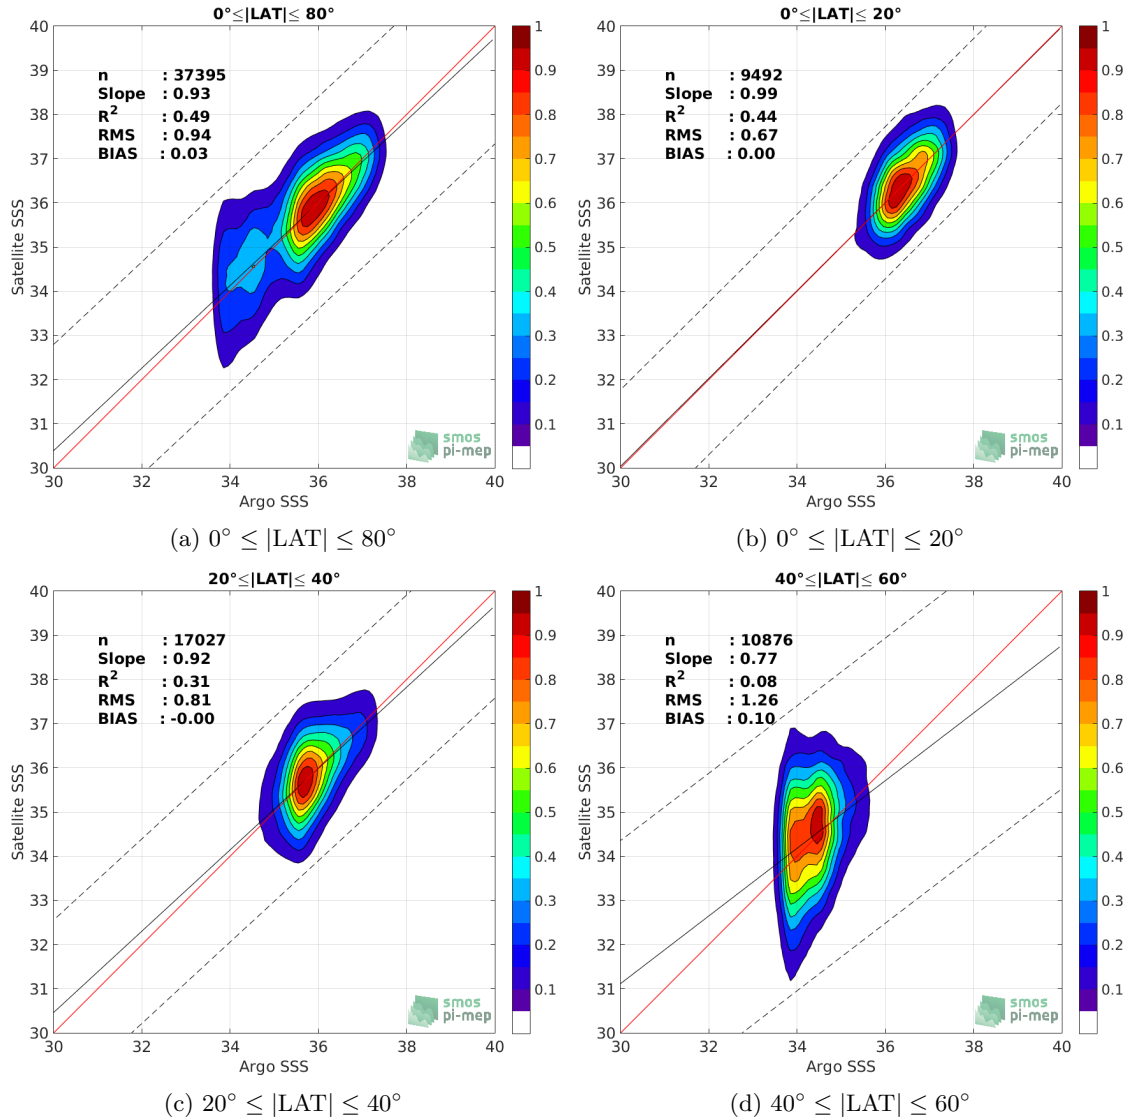 0°≤|LAT|≤ 80°
n : 37395
Slope : 0.93
R² : 0.49
RMS : 0.94
BIAS : 0.03
40
39
38
37
36
35
34
33
32
31
30
30 32 34 36 38 40
Satellite SSS
Argo SSS
1
0.9
0.8
0.7
0.6
0.5
0.4
0.3
0.2
0.1
smos
pi-mep
(a) 0° ≤ |LAT| ≤ 80°
0°≤|LAT|≤ 20°
n : 9492
Slope : 0.99
R² : 0.44
RMS : 0.67
BIAS : 0.00
40
39
38
37
36
35
34
33
32
31
30
30 32 34 36 38 40
Satellite SSS
Argo SSS
1
0.9
0.8
0.7
0.6
0.5
0.4
0.3
0.2
0.1
smos
pi-mep
(b) 0° ≤ |LAT| ≤ 20°
20°≤|LAT|≤ 40°
n : 17027
Slope : 0.92
R² : 0.31
RMS : 0.81
BIAS : -0.00
40
39
38
37
36
35
34
33
32
31
30
30 32 34 36 38 40
Satellite SSS
Argo SSS
1
0.9
0.8
0.7
0.6
0.5
0.4
0.3
0.2
0.1
smos
pi-mep
(c) 20° ≤ |LAT| ≤ 40°
40°≤|LAT|≤ 60°
n : 10876
Slope : 0.77
R² : 0.08
RMS : 1.26
BIAS : 0.10
40
39
38
37
36
35
34
33
32
31
30
30 32 34 36 38 40
Satellite SSS
Argo SSS
1
0.9
0.8
0.7
0.6
0.5
0.4
0.3
0.2
0.1
smos
pi-mep
(d) 40° ≤ |LAT| ≤ 60°